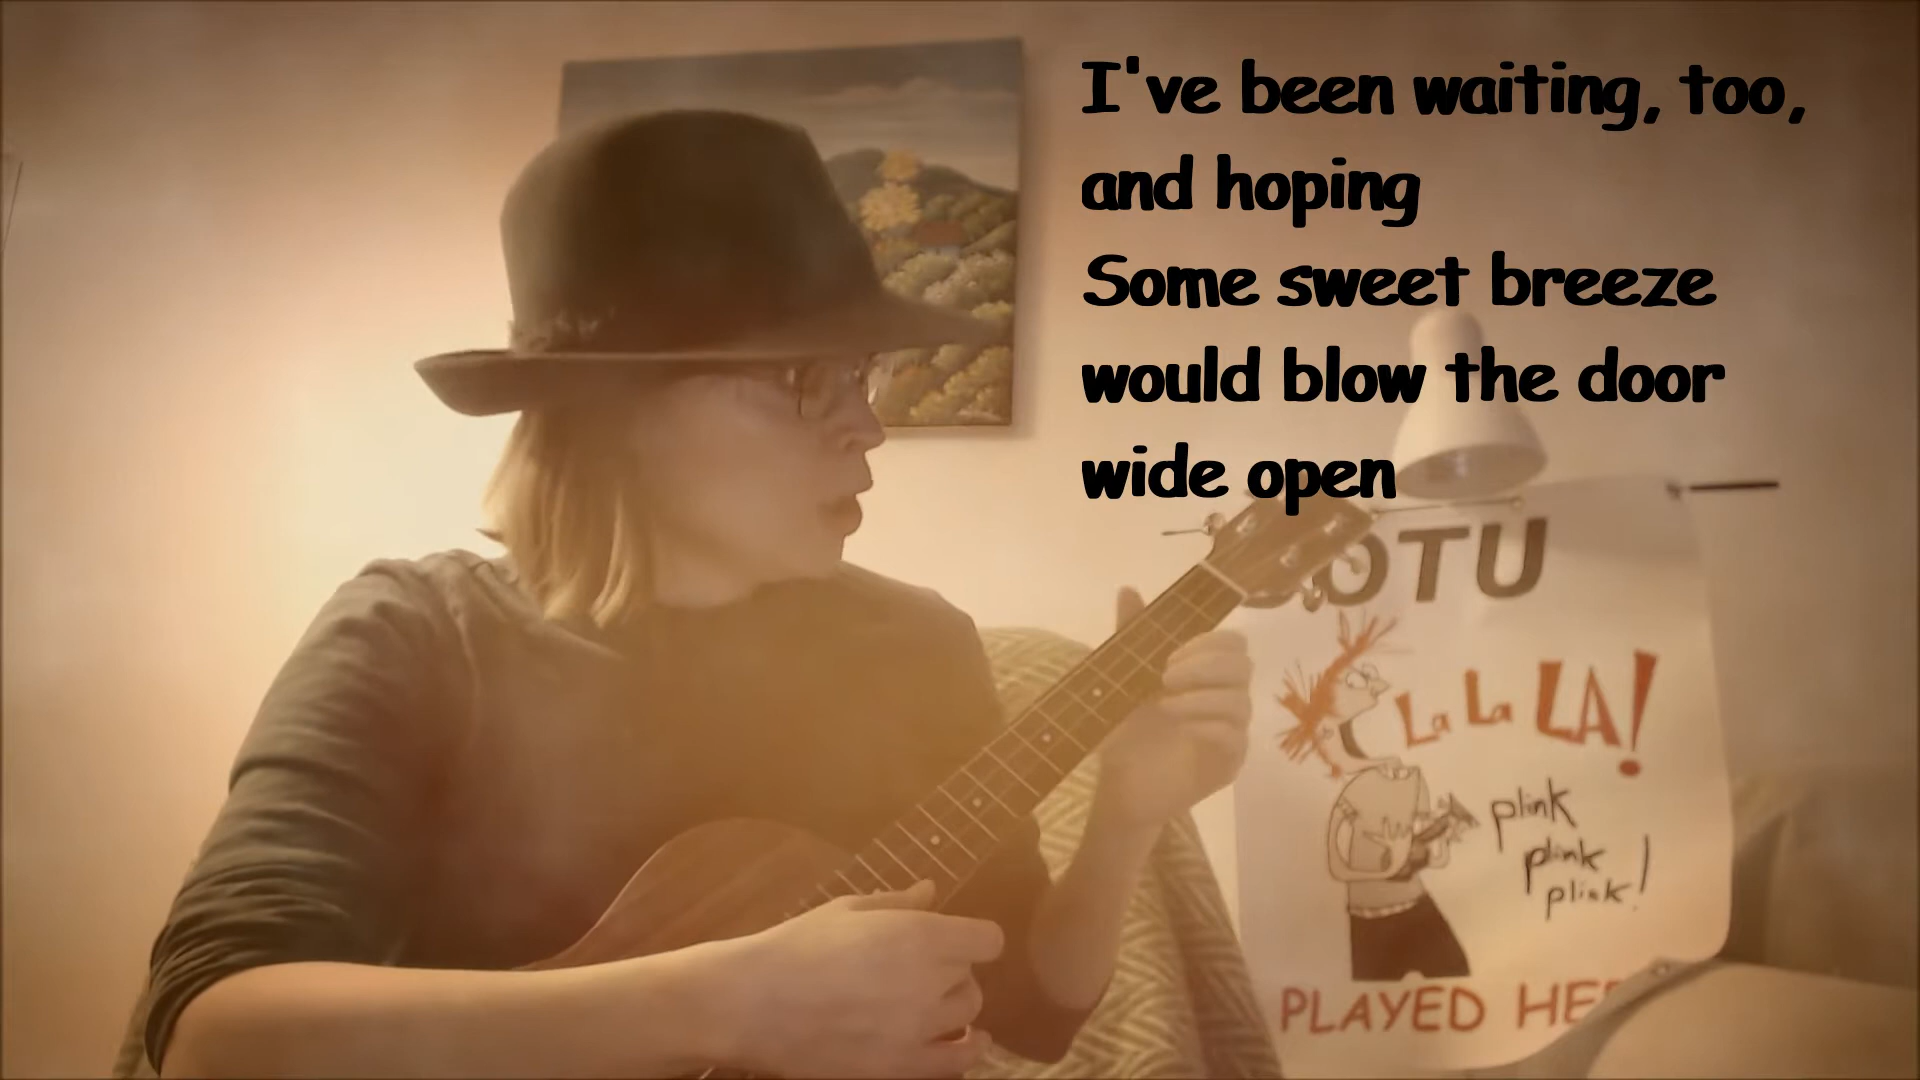 I've been waiting, too,
and hoping
Some sweet breeze
would blow the door
wide open
OTU
La La LA!
plink
plink
plink!
PLAYED